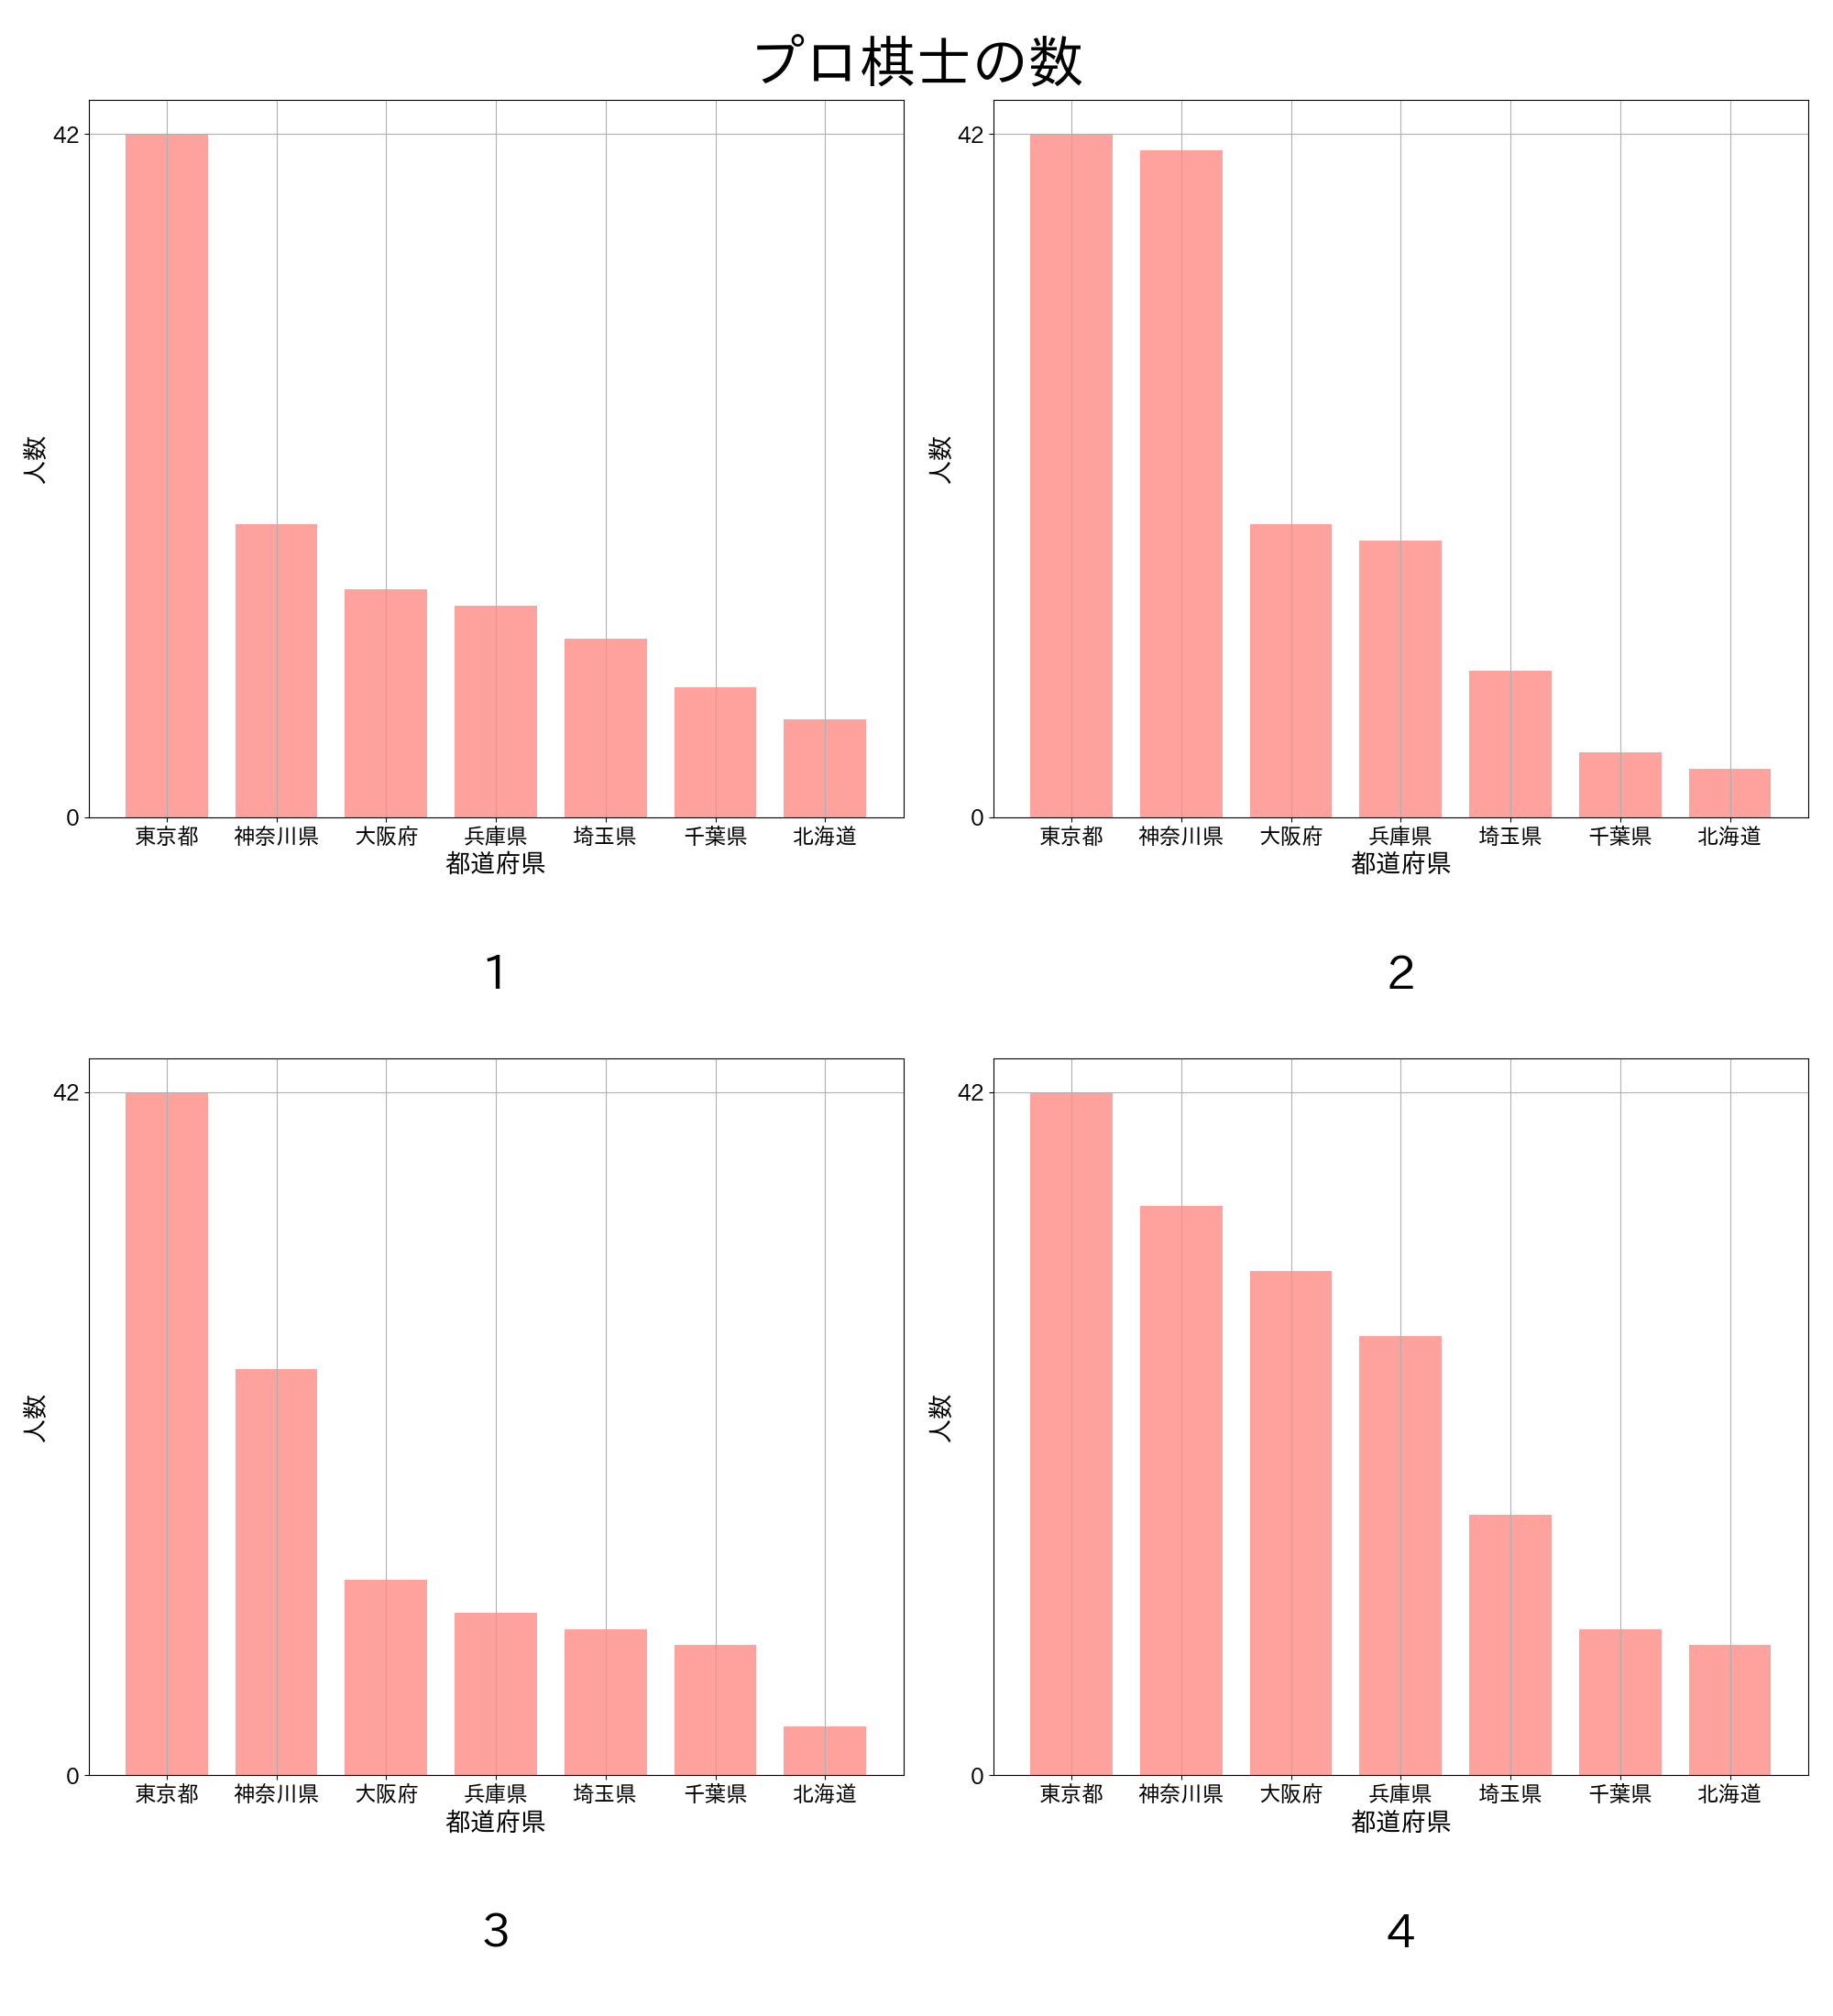 プロ棋士の数
42
人数
0
東京都 神奈川県 大阪府 兵庫県 埼玉県 千葉県 北海道
都道府県
1
42
人数
0
東京都 神奈川県 大阪府 兵庫県 埼玉県 千葉県 北海道
都道府県
2
42
人数
0
東京都 神奈川県 大阪府 兵庫県 埼玉県 千葉県 北海道
都道府県
3
42
人数
0
東京都 神奈川県 大阪府 兵庫県 埼玉県 千葉県 北海道
都道府県
4